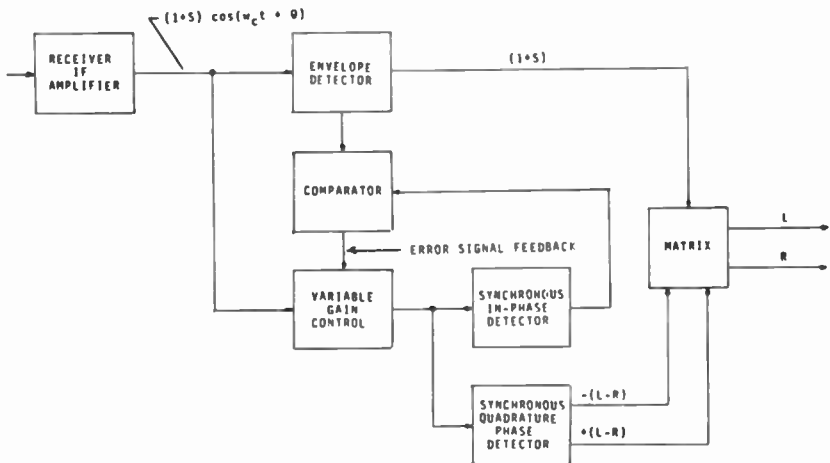 (1+S) cos(wct + θ)
RECEIVER
IF
AMPLIFIER
ENVELOPE
DETECTOR
(1+S)
COMPARATOR
ERROR SIGNAL FEEDBACK
L
MATRIX
R
VARIABLE
GAIN
CONTROL
SYNCHRONOUS
IN-PHASE
DETECTOR
SYNCHRONOUS
QUADRATURE
PHASE
DETECTOR
-(L-R)
+(L-R)